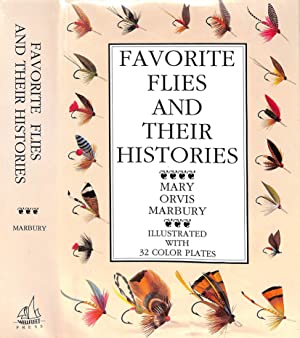 FAVORITE FLIES
AND THEIR HISTORIES
MARBURY
WELLFLEET
PRESS
FAVORITE
FLIES
AND
THEIR
HISTORIES
MARY
ORVIS
MARBURY
ILLUSTRATED
WITH
32 COLOR PLATES